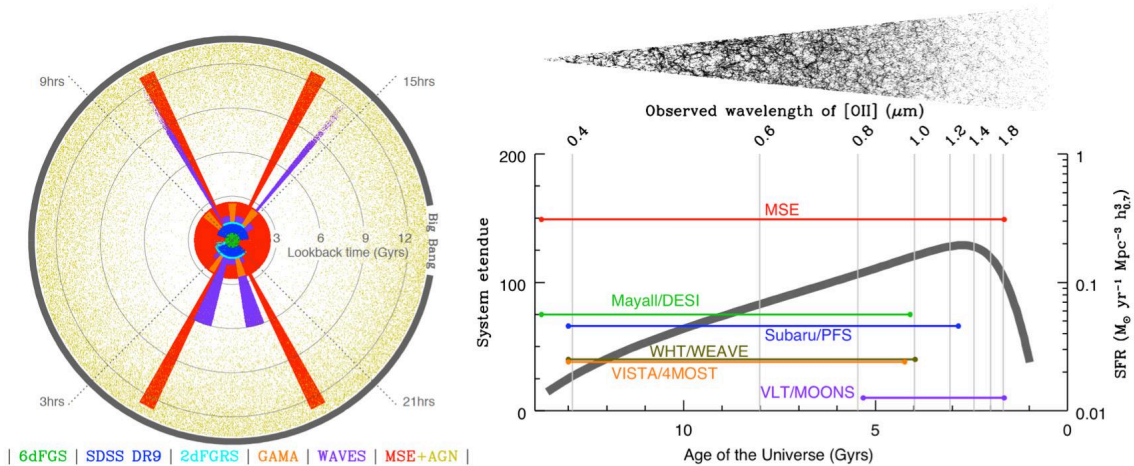 9hrs
15hrs
3
6
9
12
Lookback time (Gyrs)
Big Bang
3hrs
21hrs
| 6dFGS | SDSS DR9 | 2dFGRS | GAMA | WAVES | MSE+AGN |
Observed wavelength of [OII] (μm)
0.4
0.6
0.8
1.0
1.2
1.4
1.8
200
150
100
50
0
System etendue
MSE
Mayall/DESI
Subaru/PFS
WHT/WEAVE
VISTA/4MOST
VLT/MOONS
1
0.1
0.01
SFR (M⊙ yr⁻¹ Mpc⁻³ h³₀.₇)
10
5
0
Age of the Universe (Gyrs)